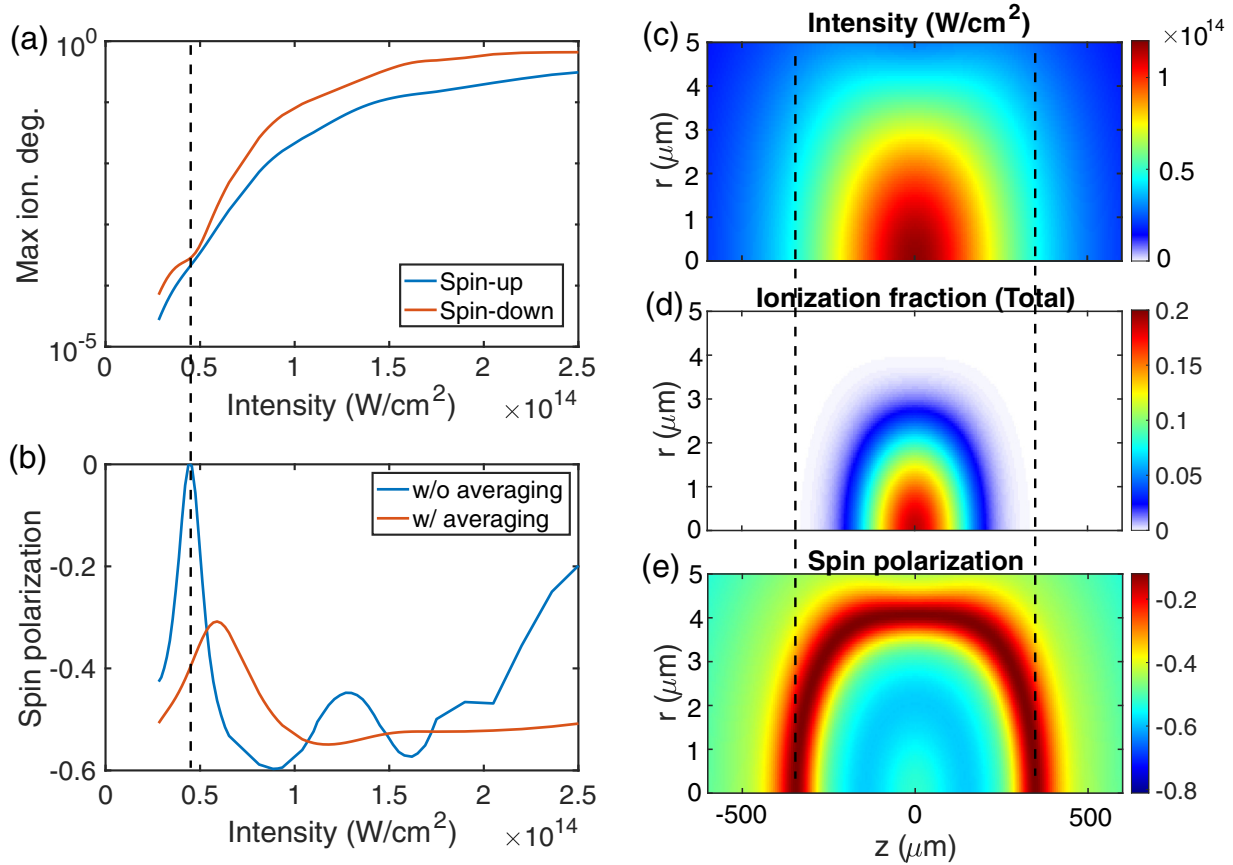 (a)
10^0
Max ion. deg.
10^-5
Spin-up
Spin-down
0 0.5 1 1.5 2 2.5
Intensity (W/cm^2) ×10^14
(b)
0
-0.2
-0.4
-0.6
Spin polarization
w/o averaging
w/ averaging
0 0.5 1 1.5 2 2.5
Intensity (W/cm^2) ×10^14
(c)
Intensity (W/cm^2)
×10^14
5
4
3
2
1
0
r (μm)
1
0.5
0
(d)
Ionization fraction (Total)
5
4
3
2
1
0
r (μm)
0.2
0.15
0.1
0.05
0
(e)
Spin polarization
5
4
3
2
1
0
r (μm)
-0.2
-0.4
-0.6
-0.8
-500 0 500
z (μm)